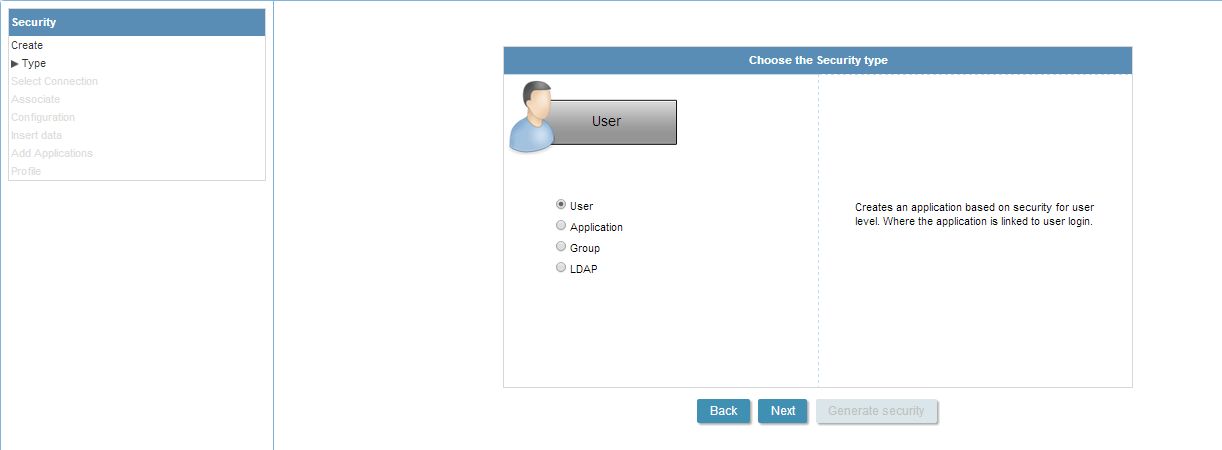 Security
Create
Type
Select Connection
Associate
Configuration
Insert data
Add Applications
Profile
Choose the Security type
User
User
Application
Group
LDAP
Creates an application based on security for user
level. Where the application is linked to user login.
Back
Next
Generate security